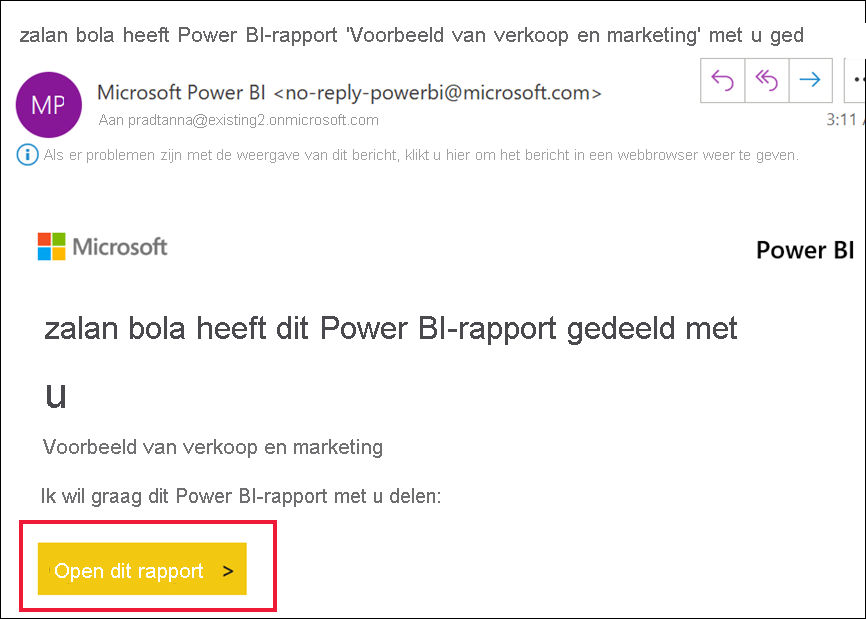 zalan bola heeft Power BI-rapport 'Voorbeeld van verkoop en marketing' met u ged
MP
Microsoft Power BI <no-reply-powerbi@microsoft.com>
Aan pradtanna@existing2.onmicrosoft.com
3:11
Als er problemen zijn met de weergave van dit bericht, klikt u hier om het bericht in een webbrowser weer te geven.
Microsoft
Power BI
zalan bola heeft dit Power BI-rapport gedeeld met
u
Voorbeeld van verkoop en marketing
Ik wil graag dit Power BI-rapport met u delen:
Open dit rapport >